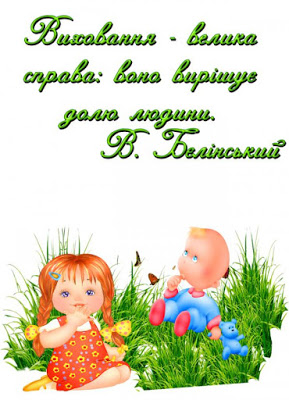 Виховання - велика
справа: воно вирішує
долю людини.
В. Бєлінський